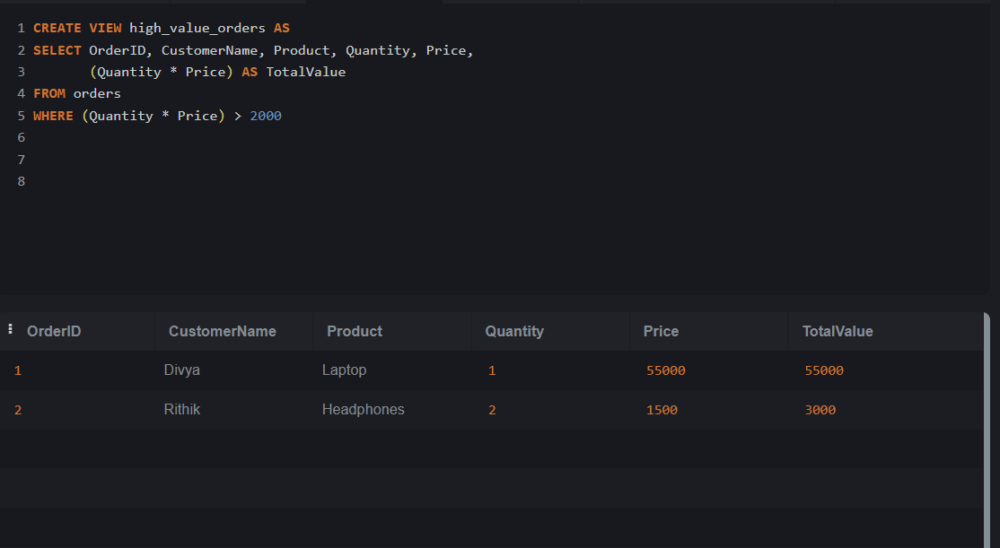 1 CREATE VIEW high_value_orders AS
2 SELECT OrderID, CustomerName, Product, Quantity, Price,
3 (Quantity * Price) AS TotalValue
4 FROM orders
5 WHERE (Quantity * Price) > 2000
6
7
8
OrderID CustomerName Product Quantity Price TotalValue
1 Divya Laptop 1 55000 55000
2 Rithik Headphones 2 1500 3000